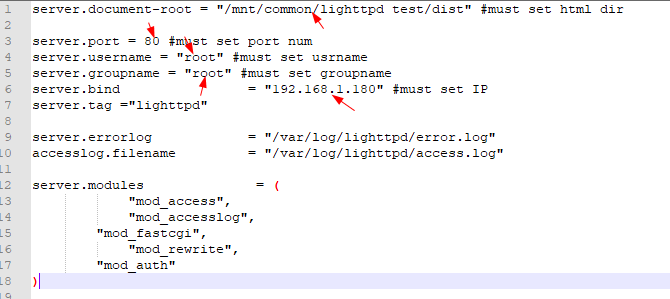 1 server.document-root = "/mnt/common/lighttpd test/dist" #must set html dir
2
3 server.port = 80 #must set port num
4 server.username = "root" #must set usrname
5 server.groupname = "root" #must set groupname
6 server.bind = "192.168.1.180" #must set IP
7 server.tag ="lighttpd"
8
9 server.errorlog = "/var/log/lighttpd/error.log"
10 accesslog.filename = "/var/log/lighttpd/access.log"
11
12 server.modules = (
13 "mod_access",
14 "mod_accesslog",
15 "mod_fastcgi",
16 "mod_rewrite",
17 "mod_auth"
18 )
19